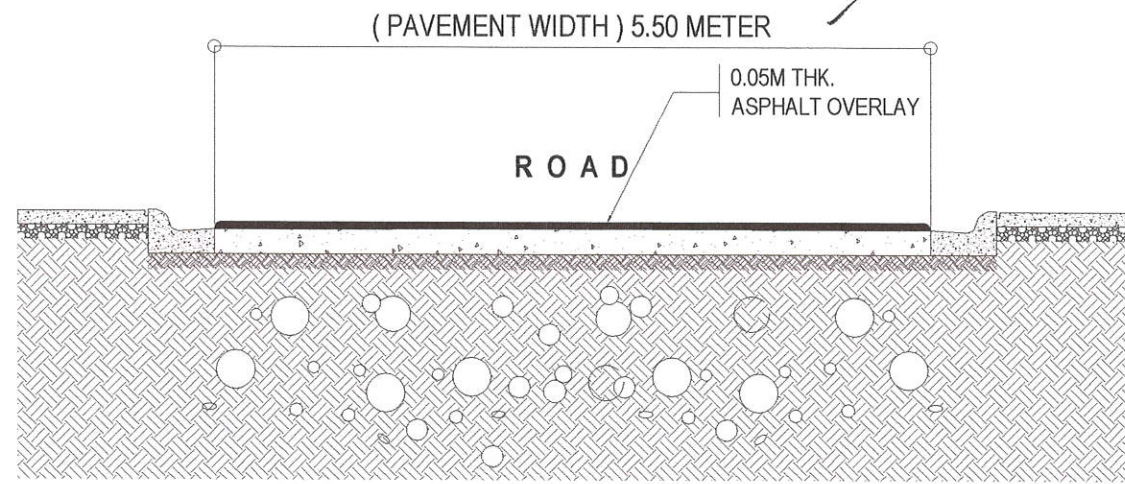 ( PAVEMENT WIDTH ) 5.50 METER
0.05M THK.
ASPHALT OVERLAY
R O A D